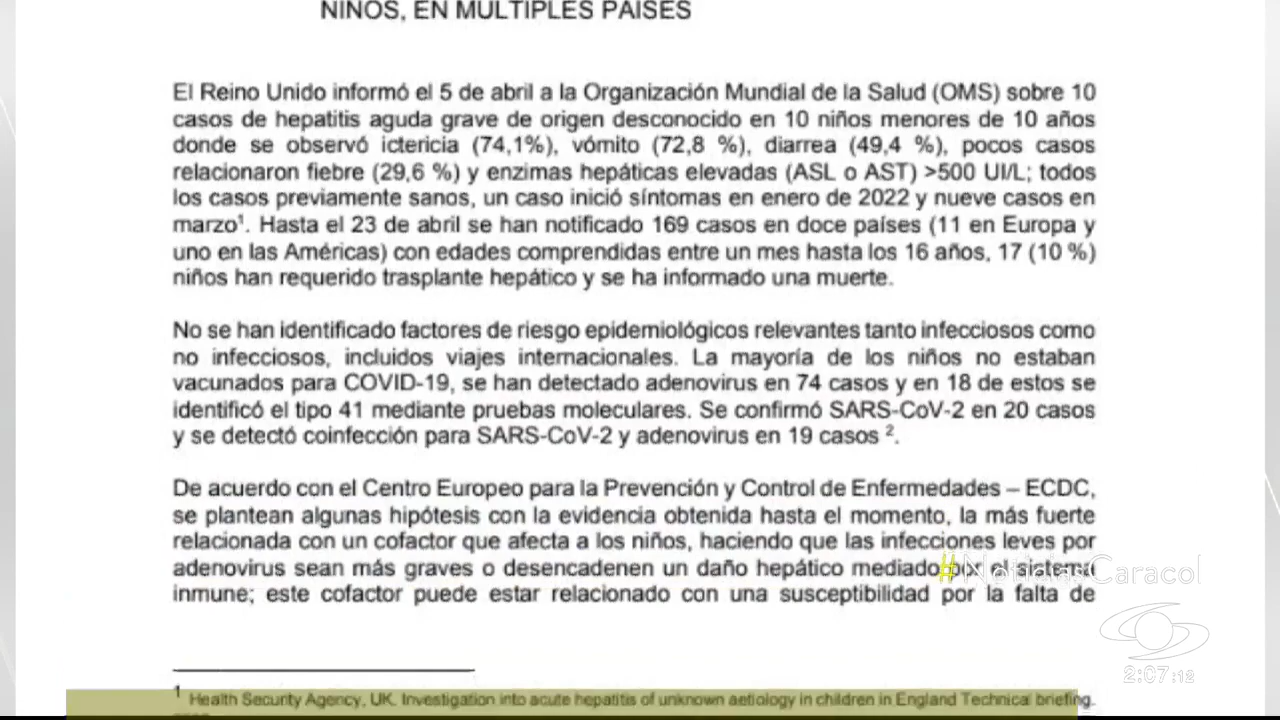 NIÑOS, EN MÚLTIPLES PAÍSES
El Reino Unido informó el 5 de abril a la Organización Mundial de la Salud (OMS) sobre 10
casos de hepatitis aguda grave de origen desconocido en 10 niños menores de 10 años
donde se observó ictericia (74,1%), vómito (72,8 %), diarrea (49,4 %), pocos casos
relacionaron fiebre (29,6 %) y enzimas hepáticas elevadas (ASL o AST) >500 UI/L; todos
los casos previamente sanos, un caso inició síntomas en enero de 2022 y nueve casos en
marzo¹. Hasta el 23 de abril se han notificado 169 casos en doce países (11 en Europa y
uno en las Américas) con edades comprendidas entre un mes hasta los 16 años, 17 (10 %)
niños han requerido trasplante hepático y se ha informado una muerte.
No se han identificado factores de riesgo epidemiológicos relevantes tanto infecciosos como
no infecciosos, incluidos viajes internacionales. La mayoría de los niños no estaban
vacunados para COVID-19, se han detectado adenovirus en 74 casos y en 18 de estos se
identificó el tipo 41 mediante pruebas moleculares. Se confirmó SARS-CoV-2 en 20 casos
y se detectó coinfección para SARS-CoV-2 y adenovirus en 19 casos ².
De acuerdo con el Centro Europeo para la Prevención y Control de Enfermedades – ECDC,
se plantean algunas hipótesis con la evidencia obtenida hasta el momento, la más fuerte
relacionada con un cofactor que afecta a los niños, haciendo que las infecciones leves por
adenovirus sean más graves o desencadenen un daño hepático mediado por el sistema
#NoticiasCaracol
inmune; este cofactor puede estar relacionado con una susceptibilidad por la falta de
2:07:12
¹ Health Security Agency, UK. Investigation into acute hepatitis of unknown aetiology in children in England Technical briefing.